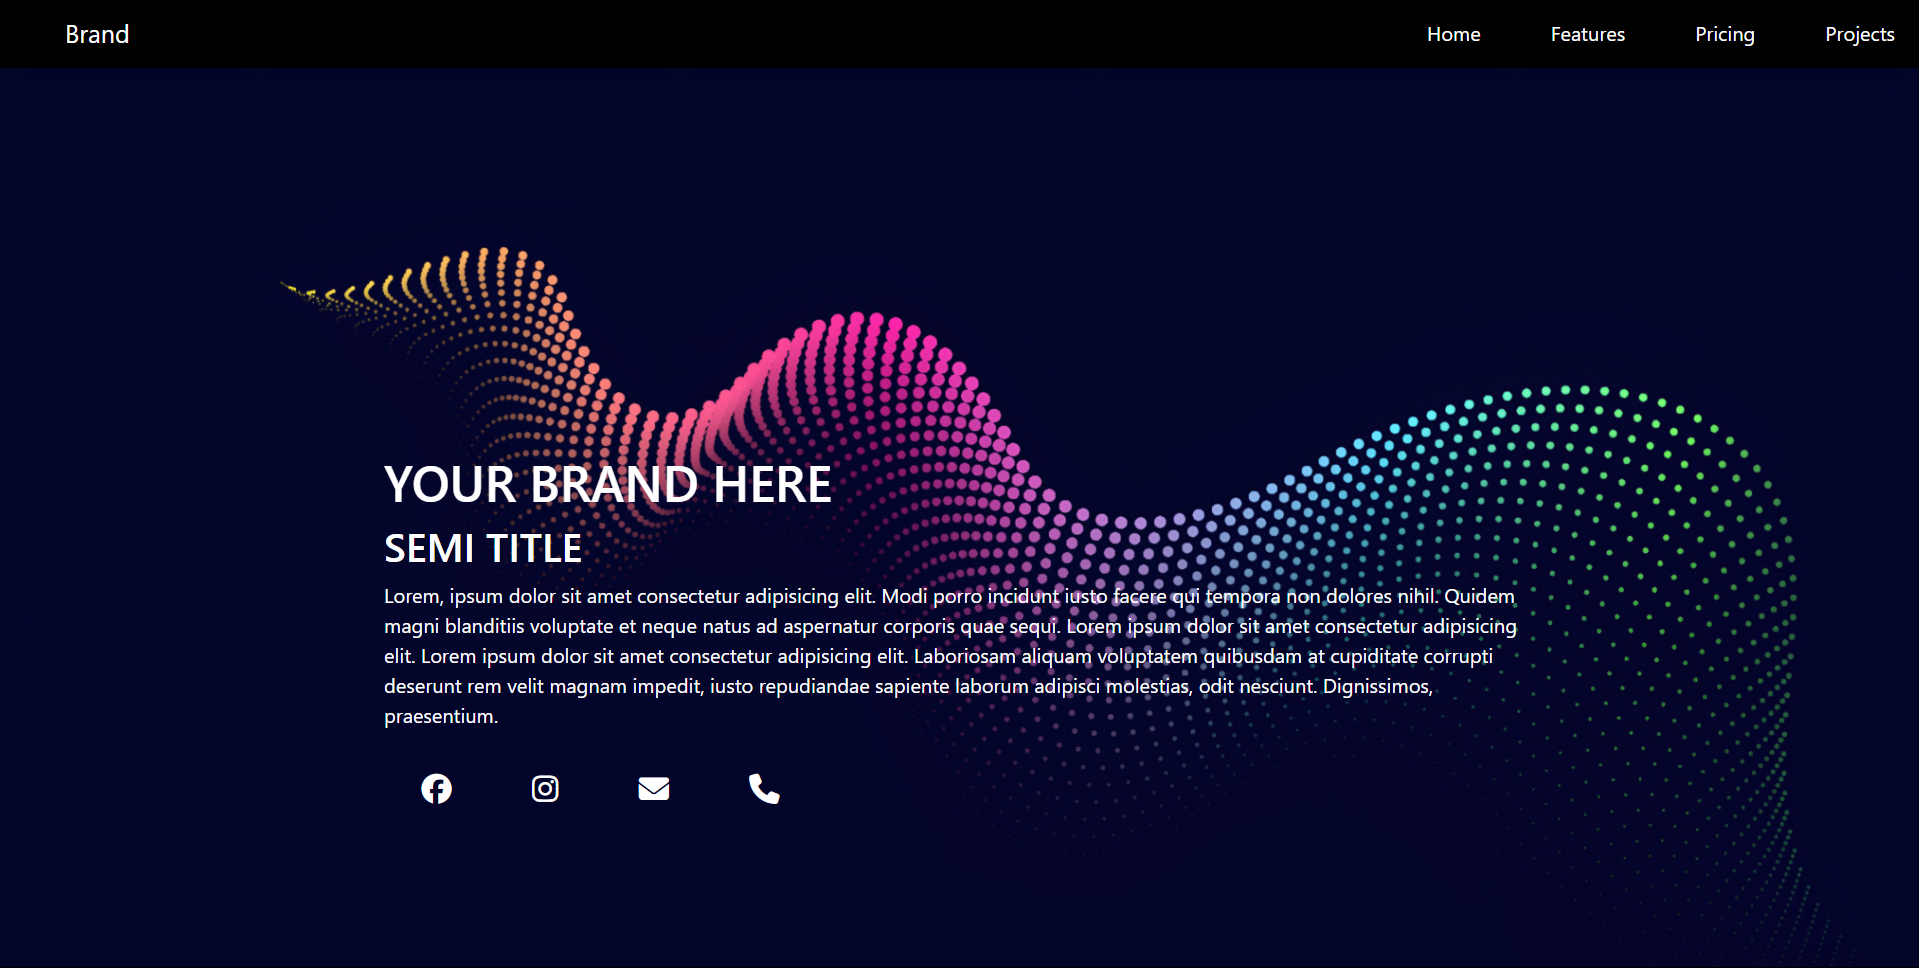 Brand
Home Features Pricing Projects
YOUR BRAND HERE
SEMI TITLE
Lorem, ipsum dolor sit amet consectetur adipisicing elit. Modi porro incidunt iusto facere qui tempora non dolores nihil. Quidem
magni blanditiis voluptate et neque natus ad aspernatur corporis quae sequi. Lorem ipsum dolor sit amet consectetur adipisicing
elit. Lorem ipsum dolor sit amet consectetur adipisicing elit. Laboriosam aliquam voluptatem quibusdam at cupiditate corrupti
deserunt rem velit magnam impedit, iusto repudiandae sapiente laborum adipisci molestias, odit nesciunt. Dignissimos,
praesentium.